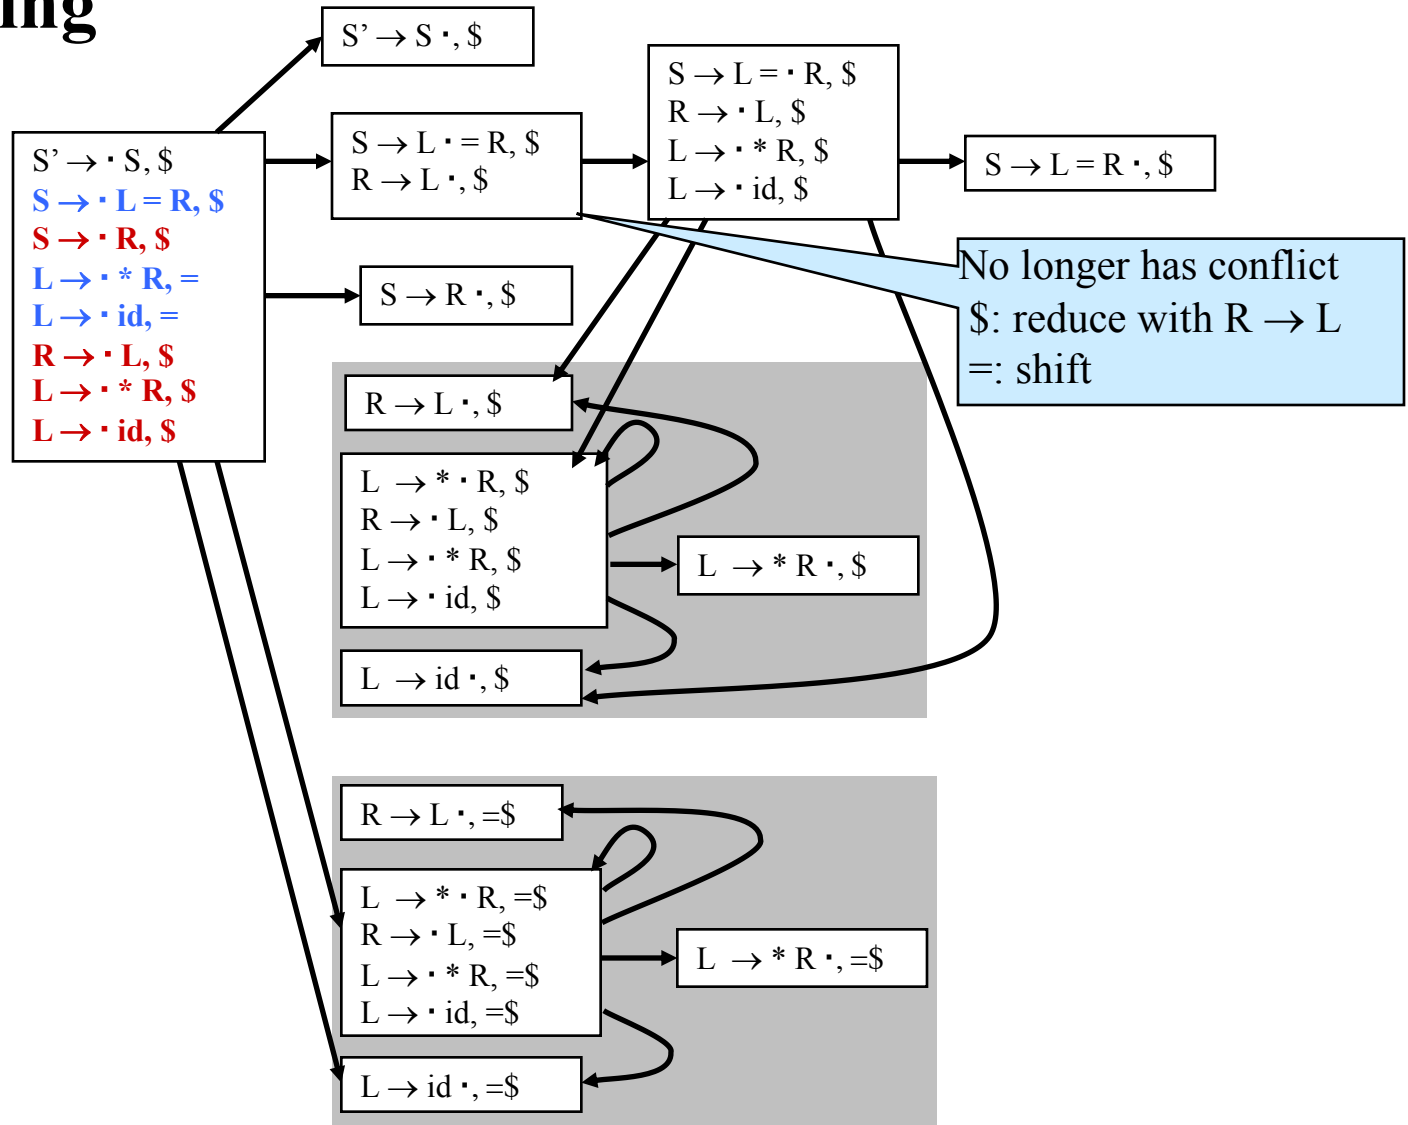 ing
S’ → · S, $
S → · L = R, $
S → · R, $
L → · * R, =
L → · id, =
R → · L, $
L → · * R, $
L → · id, $
S’ → S ·, $
S → L · = R, $
R → L ·, $
S → L = · R, $
R → · L, $
L → · * R, $
L → · id, $
S → L = R ·, $
No longer has conflict
$: reduce with R → L
=: shift
S → R ·, $
R → L ·, $
L → * · R, $
R → · L, $
L → · * R, $
L → · id, $
L → * R ·, $
L → id ·, $
R → L ·, =$
L → * · R, =$
R → · L, =$
L → · * R, =$
L → · id, =$
L → * R ·, =$
L → id ·, =$